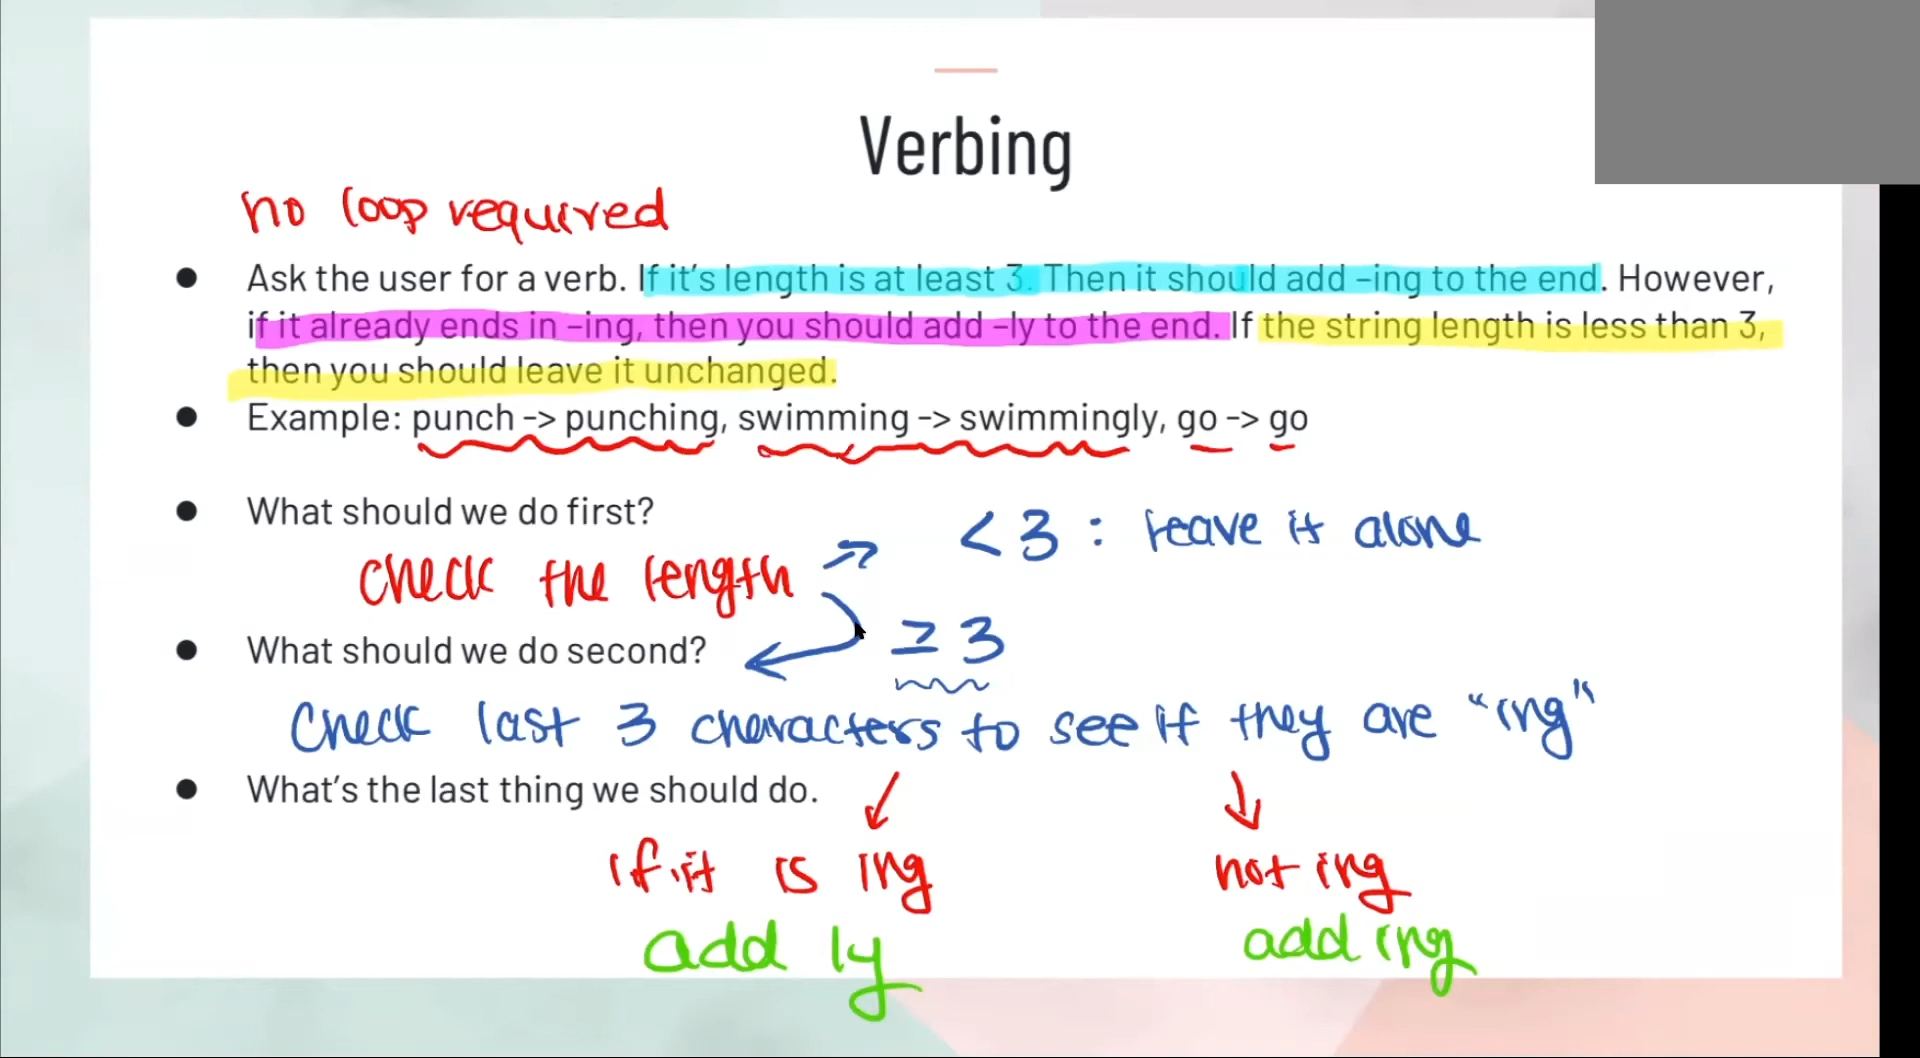 Verbing
no loop required
● Ask the user for a verb. If it's length is at least 3. Then it should add -ing to the end. However,
if it already ends in -ing, then you should add -ly to the end. If the string length is less than 3,
then you should leave it unchanged.
● Example: punch -> punching, swimming -> swimmingly, go -> go
● What should we do first?
< 3 : leave it alone
check the length
≥ 3
● What should we do second?
Check last 3 characters to see if they are "ing"
● What's the last thing we should do.
if it is ing not ing
add ly add ing